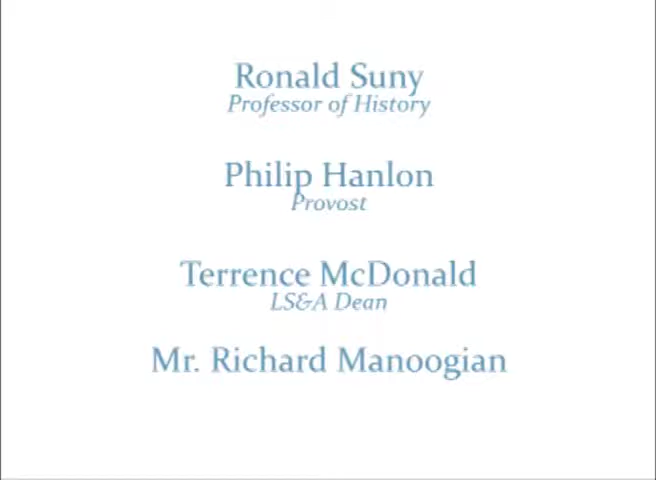 Ronald Suny
Professor of History
Philip Hanlon
Provost
Terrence McDonald
LS&A Dean
Mr. Richard Manoogian